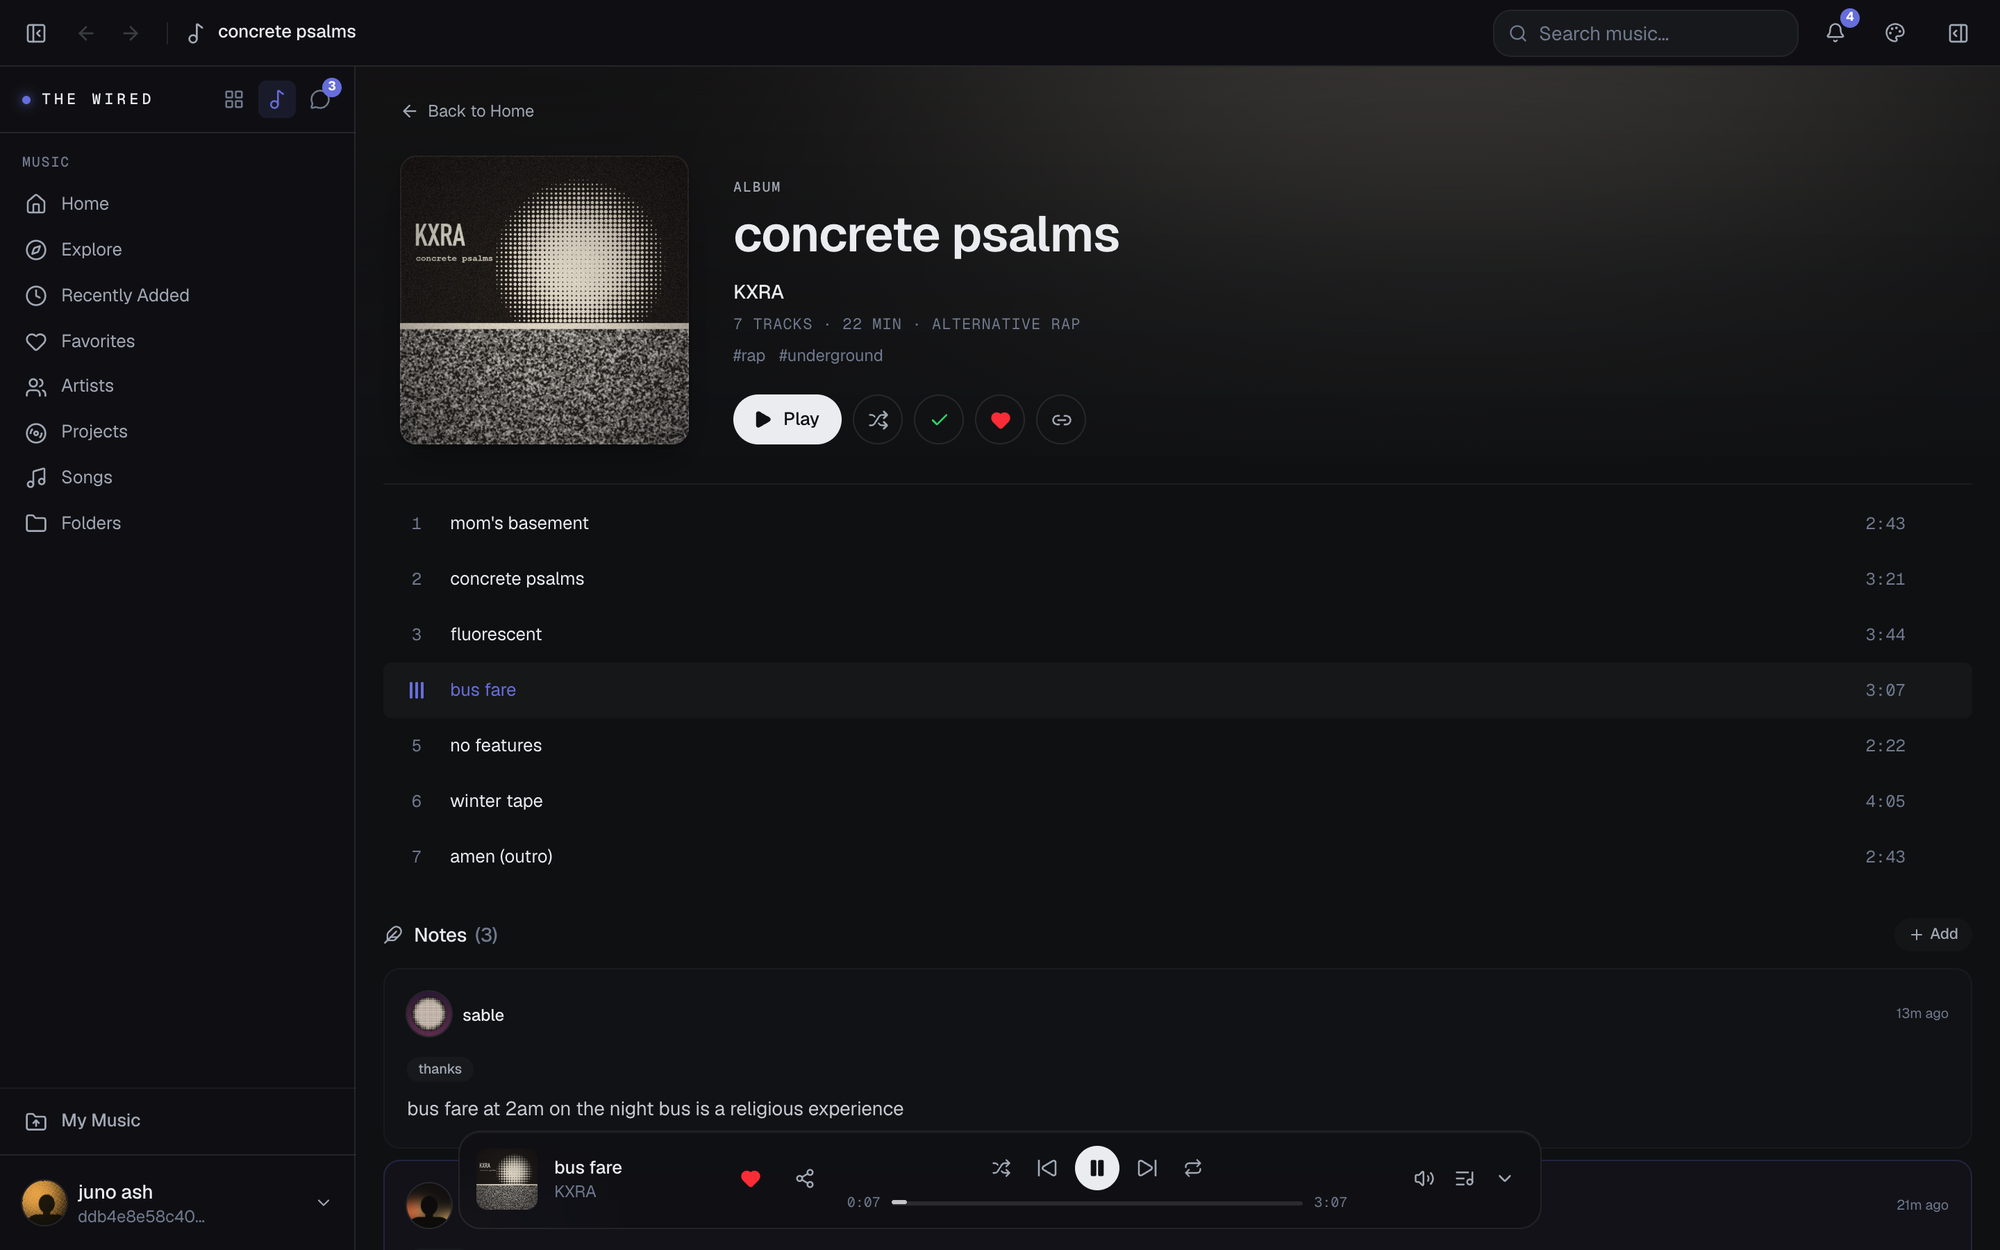 concrete psalms
Search music...
4
THE WIRED
3
MUSIC
Home
Explore
Recently Added
Favorites
Artists
Projects
Songs
Folders
My Music
juno ash
ddb4e8e58c40...
Back to Home
KXRA
concrete psalms
ALBUM
concrete psalms
KXRA
7 TRACKS · 22 MIN · ALTERNATIVE RAP
#rap #underground
Play
1 mom's basement 2:43
2 concrete psalms 3:21
3 fluorescent 3:44
bus fare 3:07
5 no features 2:22
6 winter tape 4:05
7 amen (outro) 2:43
Notes (3)
Add
sable
13m ago
thanks
bus fare at 2am on the night bus is a religious experience
21m ago
KXRA
bus fare
KXRA
0:07
3:07